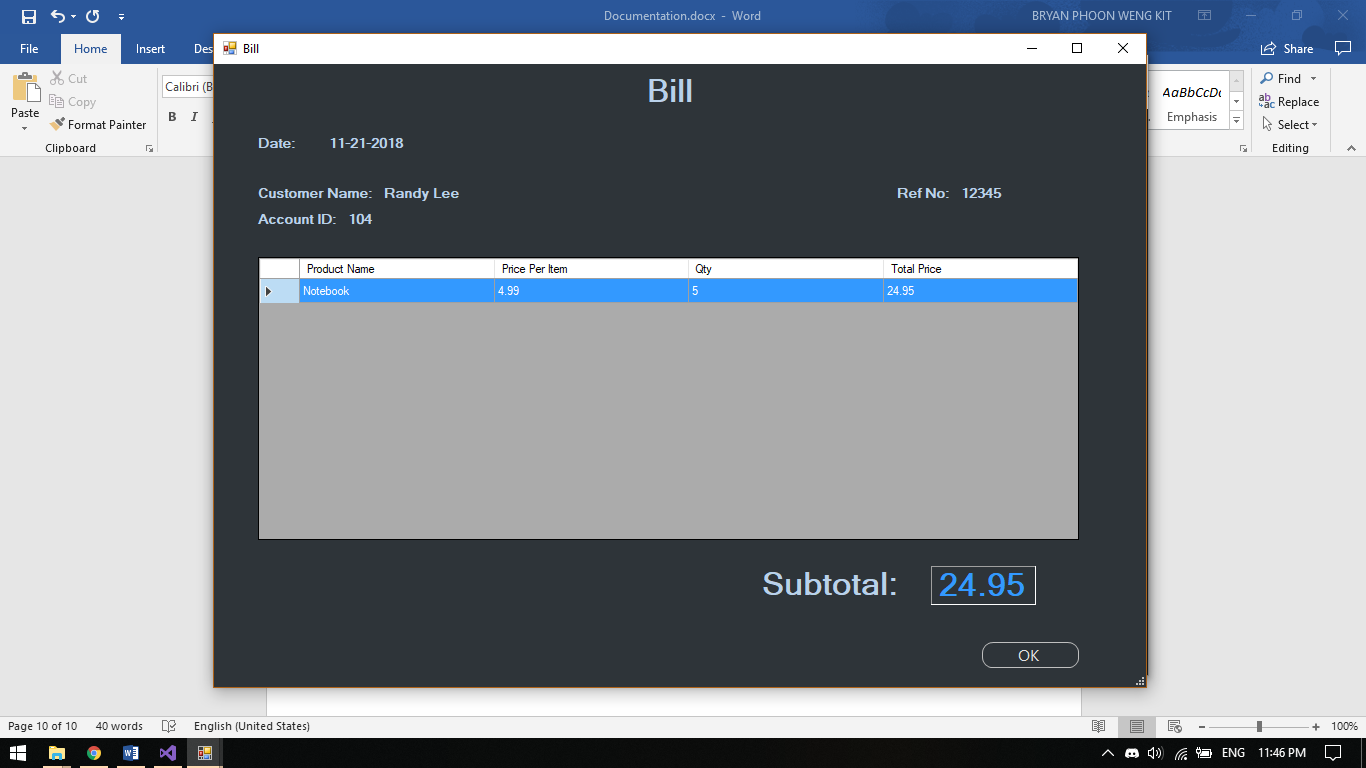 Documentation.docx - Word
BRYAN PHOON WENG KIT
File
Home
Insert
Des
Share
Paste
Cut
Copy
Format Painter
Clipboard
Calibri (B
B I
AaBbCcDc
Emphasis
Find
Replace
Select
Editing
Bill
Bill
Date: 11-21-2018
Customer Name: Randy Lee
Ref No: 12345
Account ID: 104
Product Name Price Per Item Qty Total Price
Notebook 4.99 5 24.95
Subtotal: 24.95
OK
Page 10 of 10 40 words English (United States)
100%
ENG 11:46 PM